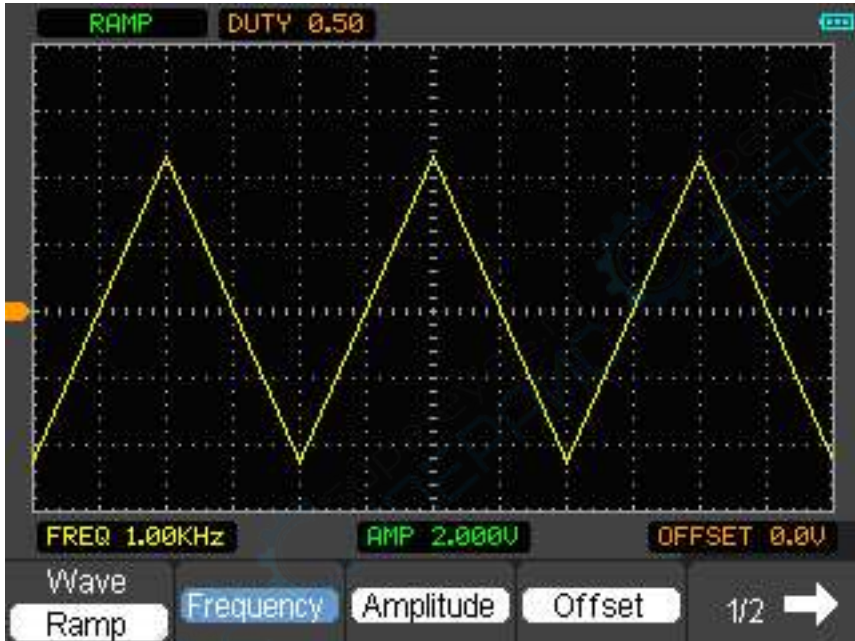 RAMP DUTY 0.50
FREQ 1.00KHz AMP 2.000V OFFSET 0.0V
Wave
Ramp Frequency Amplitude Offset 1/2